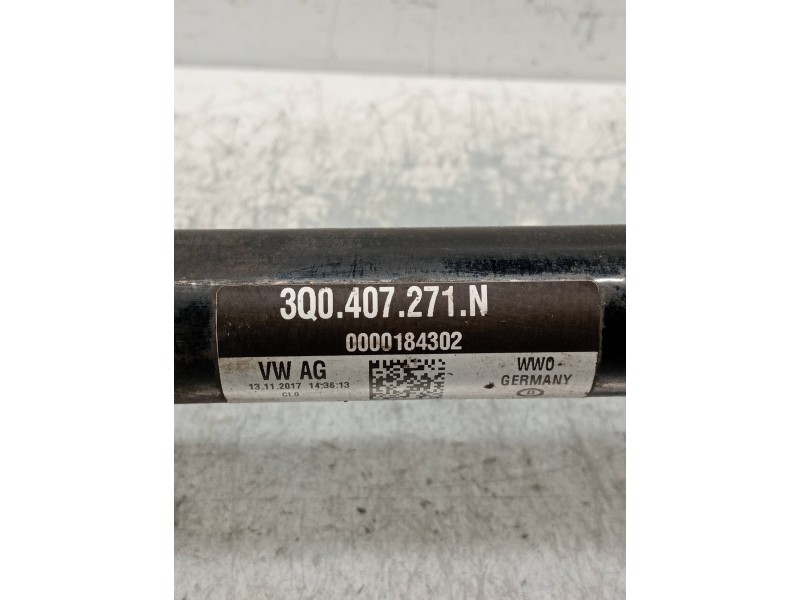 3Q0.407.271.N
0000184302
VW AG
13.11.2017 14:36:13
WWO
GERMANY